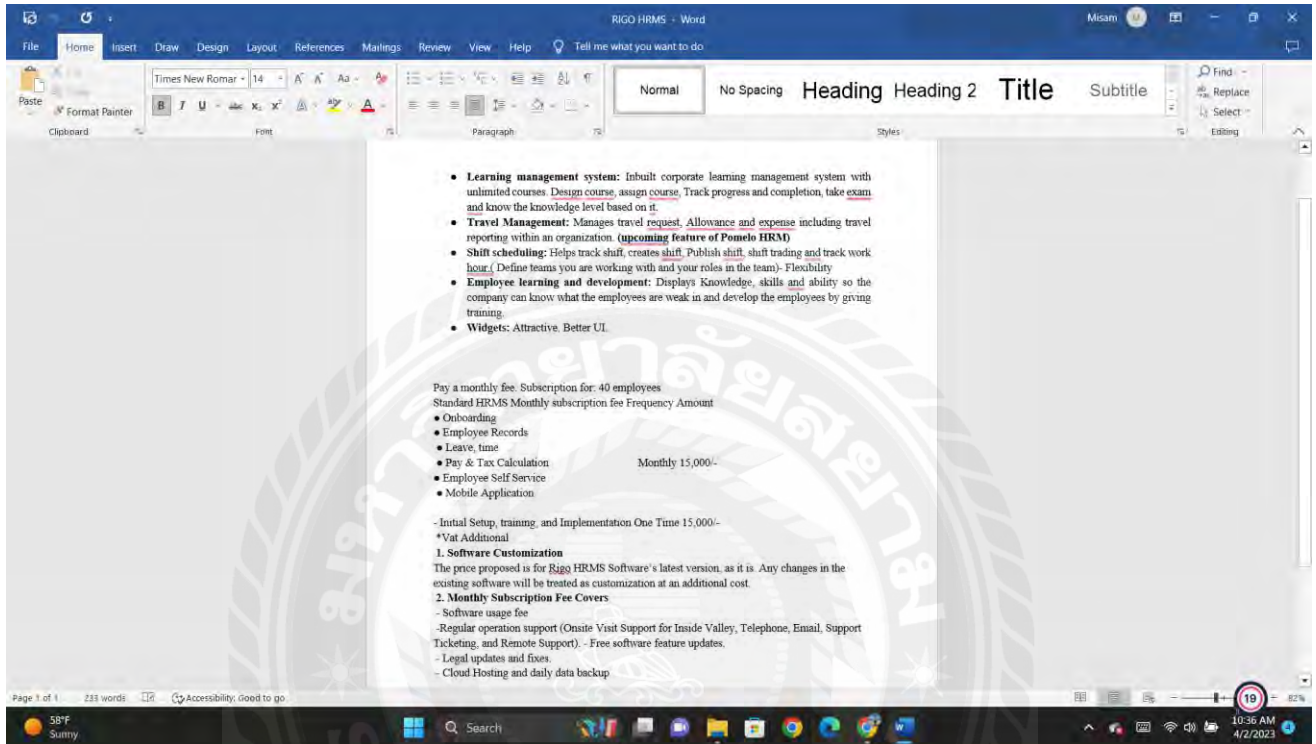 RIGO HRMS - Word
Misam
File Home Insert Draw Design Layout References Mailings Review View Help Tell me what you want to do
Paste
Format Painter
Clipboard
Times New Romar 14
Font
Paragraph
Normal
No Spacing
Heading
Heading 2
Title
Subtitle
Styles
Find
Replace
Select
Editing
● Learning management system: Inbuilt corporate learning management system with
unlimited courses. Design course, assign course, Track progress and completion, take exam
and know the knowledge level based on it.
● Travel Management: Manages travel request, Allowance and expense including travel
reporting within an organization. (upcoming feature of Pomelo HRM)
● Shift scheduling: Helps track shift, creates shift, Publish shift, shift trading and track work
hour.( Define teams you are working with and your roles in the team)- Flexibility
● Employee learning and development: Displays Knowledge, skills and ability so the
company can know what the employees are weak in and develop the employees by giving
training.
● Widgets: Attractive. Better UI.
Pay a monthly fee. Subscription for: 40 employees
Standard HRMS Monthly subscription fee Frequency Amount
● Onboarding
● Employee Records
● Leave, time
● Pay & Tax Calculation Monthly 15,000/-
● Employee Self Service
● Mobile Application
- Initial Setup, training, and Implementation One Time 15,000/-
*Vat Additional
1. Software Customization
The price proposed is for Rigo HRMS Software's latest version, as it is. Any changes in the
existing software will be treated as customization at an additional cost.
2. Monthly Subscription Fee Covers
- Software usage fee
-Regular operation support (Onsite Visit Support for Inside Valley, Telephone, Email, Support
Ticketing, and Remote Support). - Free software feature updates.
- Legal updates and fixes.
- Cloud Hosting and daily data backup
มหาวิทยาลัยสยาม
Page 1 of 1 233 words Accessibility: Good to go
19
82%
58°F
Sunny
Search
10:36 AM
4/2/2023